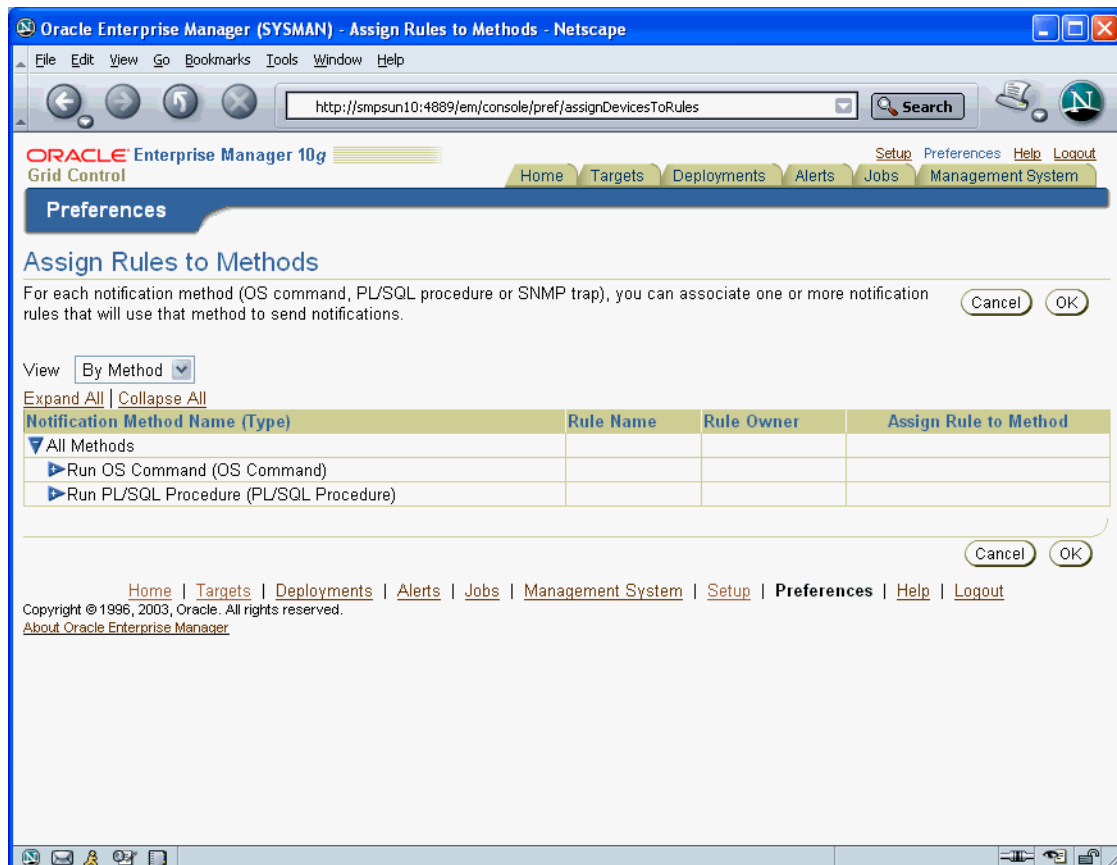 Oracle Enterprise Manager (SYSMAN) - Assign Rules to Methods - Netscape
File Edit View Go Bookmarks Tools Window Help
http://smpsun10:4889/em/console/pref/assignDevicesToRules Search N
ORACLE Enterprise Manager 10g
Grid Control
Setup Preferences Help Logout
Home Targets Deployments Alerts Jobs Management System
Preferences
Assign Rules to Methods
For each notification method (OS command, PL/SQL procedure or SNMP trap), you can associate one or more notification
rules that will use that method to send notifications.
Cancel OK
View By Method
Expand All | Collapse All
Notification Method Name (Type) Rule Name Rule Owner Assign Rule to Method
All Methods
Run OS Command (OS Command)
Run PL/SQL Procedure (PL/SQL Procedure)
Cancel OK
Home | Targets | Deployments | Alerts | Jobs | Management System | Setup | Preferences | Help | Logout
Copyright © 1996, 2003, Oracle. All rights reserved.
About Oracle Enterprise Manager